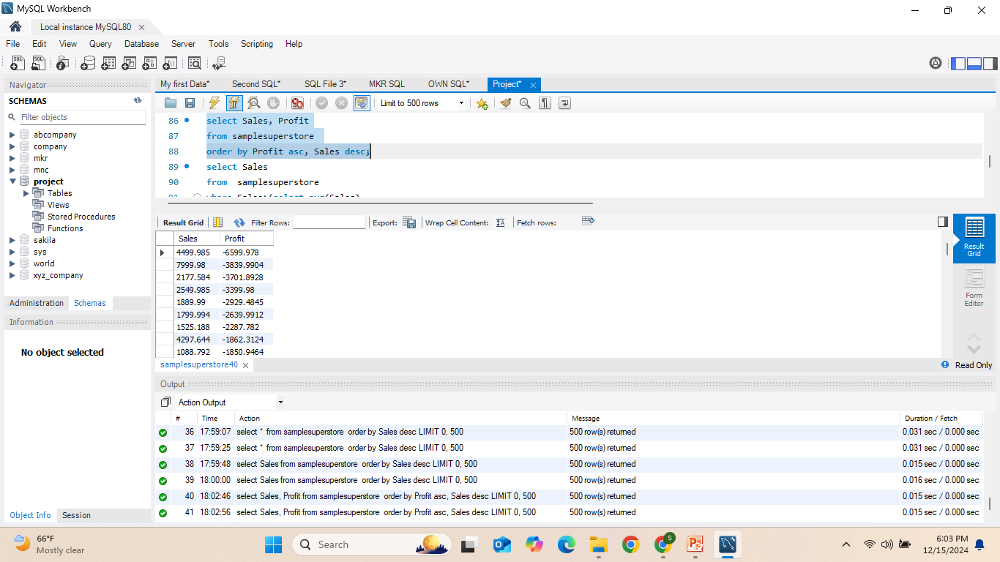 MySQL Workbench
Local instance MySQL80
File Edit View Query Database Server Tools Scripting Help
Navigator
SCHEMAS
Filter objects
abcompany
company
mkr
mnc
project
Tables
Views
Stored Procedures
Functions
sakila
sys
world
xyz_company
Administration Schemas
Information
No object selected
Object Info Session
My first Data* Second SQL* SQL File 3* MKR SQL OWN SQL* Project*
Limit to 500 rows
86 select Sales, Profit
87 from samplesuperstore
88 order by Profit asc, Sales desc;
89 select Sales
90 from samplesuperstore
91 where Sales>(select avg(Sales)
Result Grid Filter Rows: Export: Wrap Cell Content: Fetch rows:
Sales Profit
4499.985 -6599.978
7999.98 -3839.9904
2177.584 -3701.8928
2549.985 -3399.98
1889.99 -2929.4845
1799.994 -2639.9912
1525.188 -2287.782
4297.644 -1862.3124
1088.792 -1850.9464
Result
Grid
Form
Editor
samplesuperstore40
Read Only
Output
Action Output
# Time Action Message Duration / Fetch
36 17:59:07 select * from samplesuperstore order by Sales desc LIMIT 0, 500 500 row(s) returned 0.031 sec / 0.000 sec
37 17:59:25 select * from samplesuperstore order by Sales desc LIMIT 0, 500 500 row(s) returned 0.031 sec / 0.000 sec
38 17:59:48 select Sales from samplesuperstore order by Sales desc LIMIT 0, 500 500 row(s) returned 0.015 sec / 0.000 sec
39 18:00:00 select Sales from samplesuperstore order by Sales desc LIMIT 0, 500 500 row(s) returned 0.016 sec / 0.000 sec
40 18:02:46 select Sales, Profit from samplesuperstore order by Profit asc, Sales desc LIMIT 0, 500 500 row(s) returned 0.015 sec / 0.000 sec
41 18:02:56 select Sales, Profit from samplesuperstore order by Profit asc, Sales desc LIMIT 0, 500 500 row(s) returned 0.015 sec / 0.000 sec
66°F
Mostly clear
Search
6:03 PM
12/15/2024